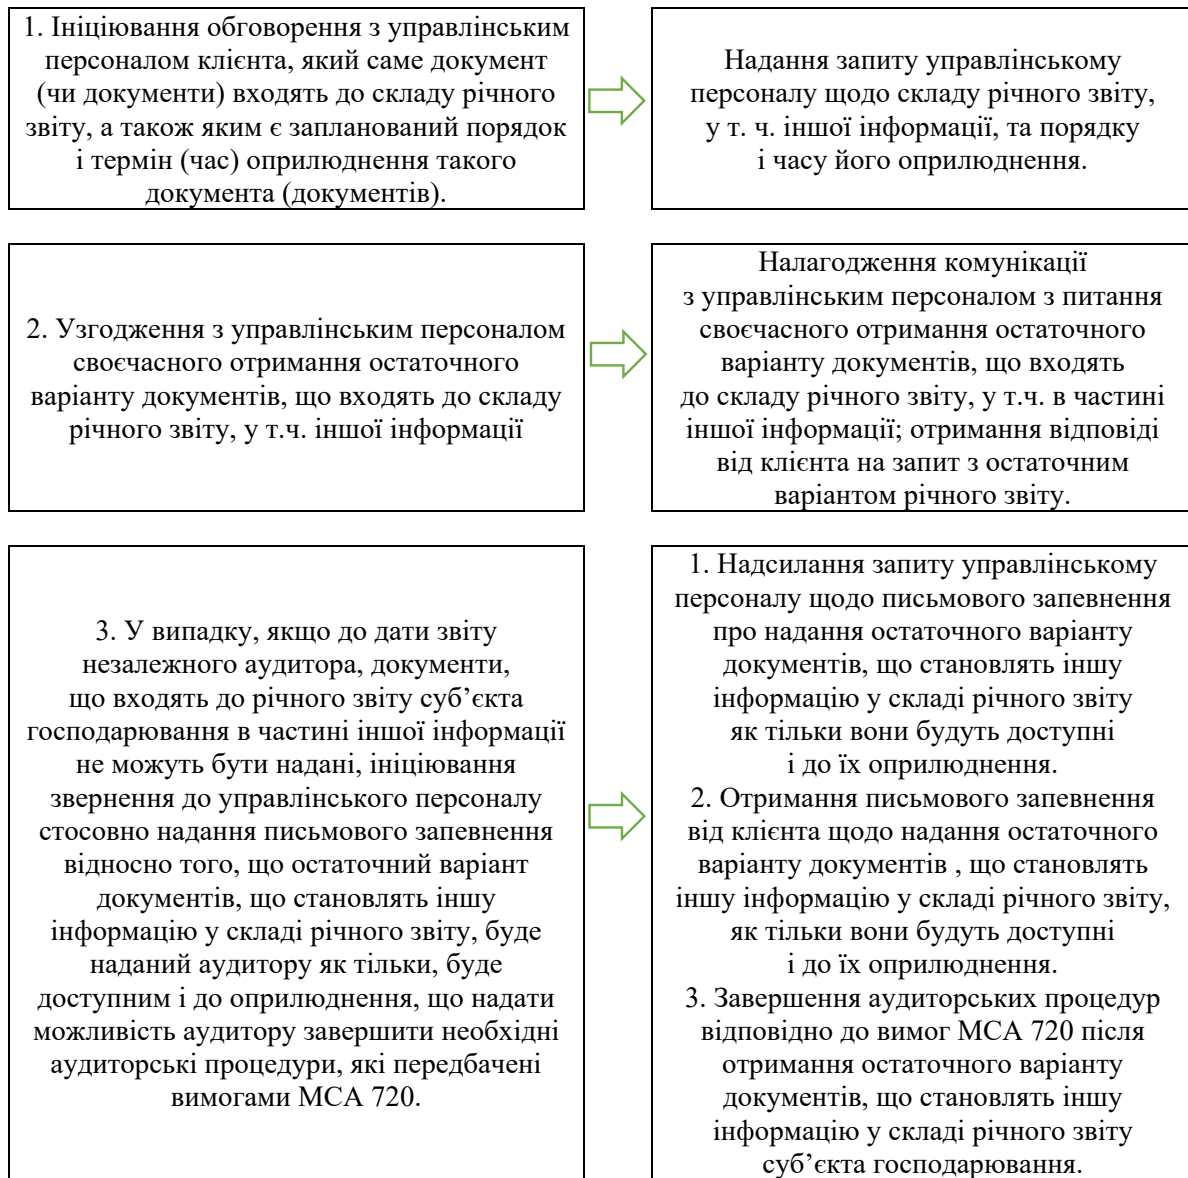 1. Ініціювання обговорення з управлінським
персоналом клієнта, який саме документ
(чи документи) входять до складу річного
звіту, а також яким є запланований порядок
і термін (час) оприлюднення такого
документа (документів).
Надання запиту управлінському
персоналу щодо складу річного звіту,
у т. ч. іншої інформації, та порядку
і часу його оприлюднення.
2. Узгодження з управлінським персоналом
своєчасного отримання остаточного
варіанту документів, що входять до складу
річного звіту, у т.ч. іншої інформації
Налагодження комунікації
з управлінським персоналом з питання
своєчасного отримання остаточного
варіанту документів, що входять
до складу річного звіту, у т.ч. в частині
іншої інформації; отримання відповіді
від клієнта на запит з остаточним
варіантом річного звіту.
3. У випадку, якщо до дати звіту
незалежного аудитора, документи,
що входять до річного звіту суб’єкта
господарювання в частині іншої інформації
не можуть бути надані, ініціювання
звернення до управлінського персоналу
стосовно надання письмового запевнення
відносно того, що остаточний варіант
документів, що становлять іншу
інформацію у складі річного звіту, буде
наданий аудитору як тільки, буде
доступним і до оприлюднення, що надати
можливість аудитору завершити необхідні
аудиторські процедури, які передбачені
вимогами МСА 720.
1. Надсилання запиту управлінському
персоналу щодо письмового запевнення
про надання остаточного варіанту
документів, що становлять іншу
інформацію у складі річного звіту
як тільки вони будуть доступні
і до їх оприлюднення.
2. Отримання письмового запевнення
від клієнта щодо надання остаточного
варіанту документів , що становлять
іншу інформацію у складі річного звіту,
як тільки вони будуть доступні
і до їх оприлюднення.
3. Завершення аудиторських процедур
відповідно до вимог МСА 720 після
отримання остаточного варіанту
документів, що становлять іншу
інформацію у складі річного звіту
суб’єкта господарювання.